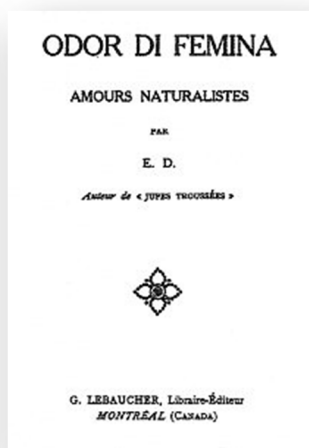 ODOR DI FEMINA
AMOURS NATURALISTES
PAR
E. D.
Auteur de « JUPES TROUSSÉES »
G. LEBAUCHER, Libraire-Éditeur
MONTRÉAL (CANADA)